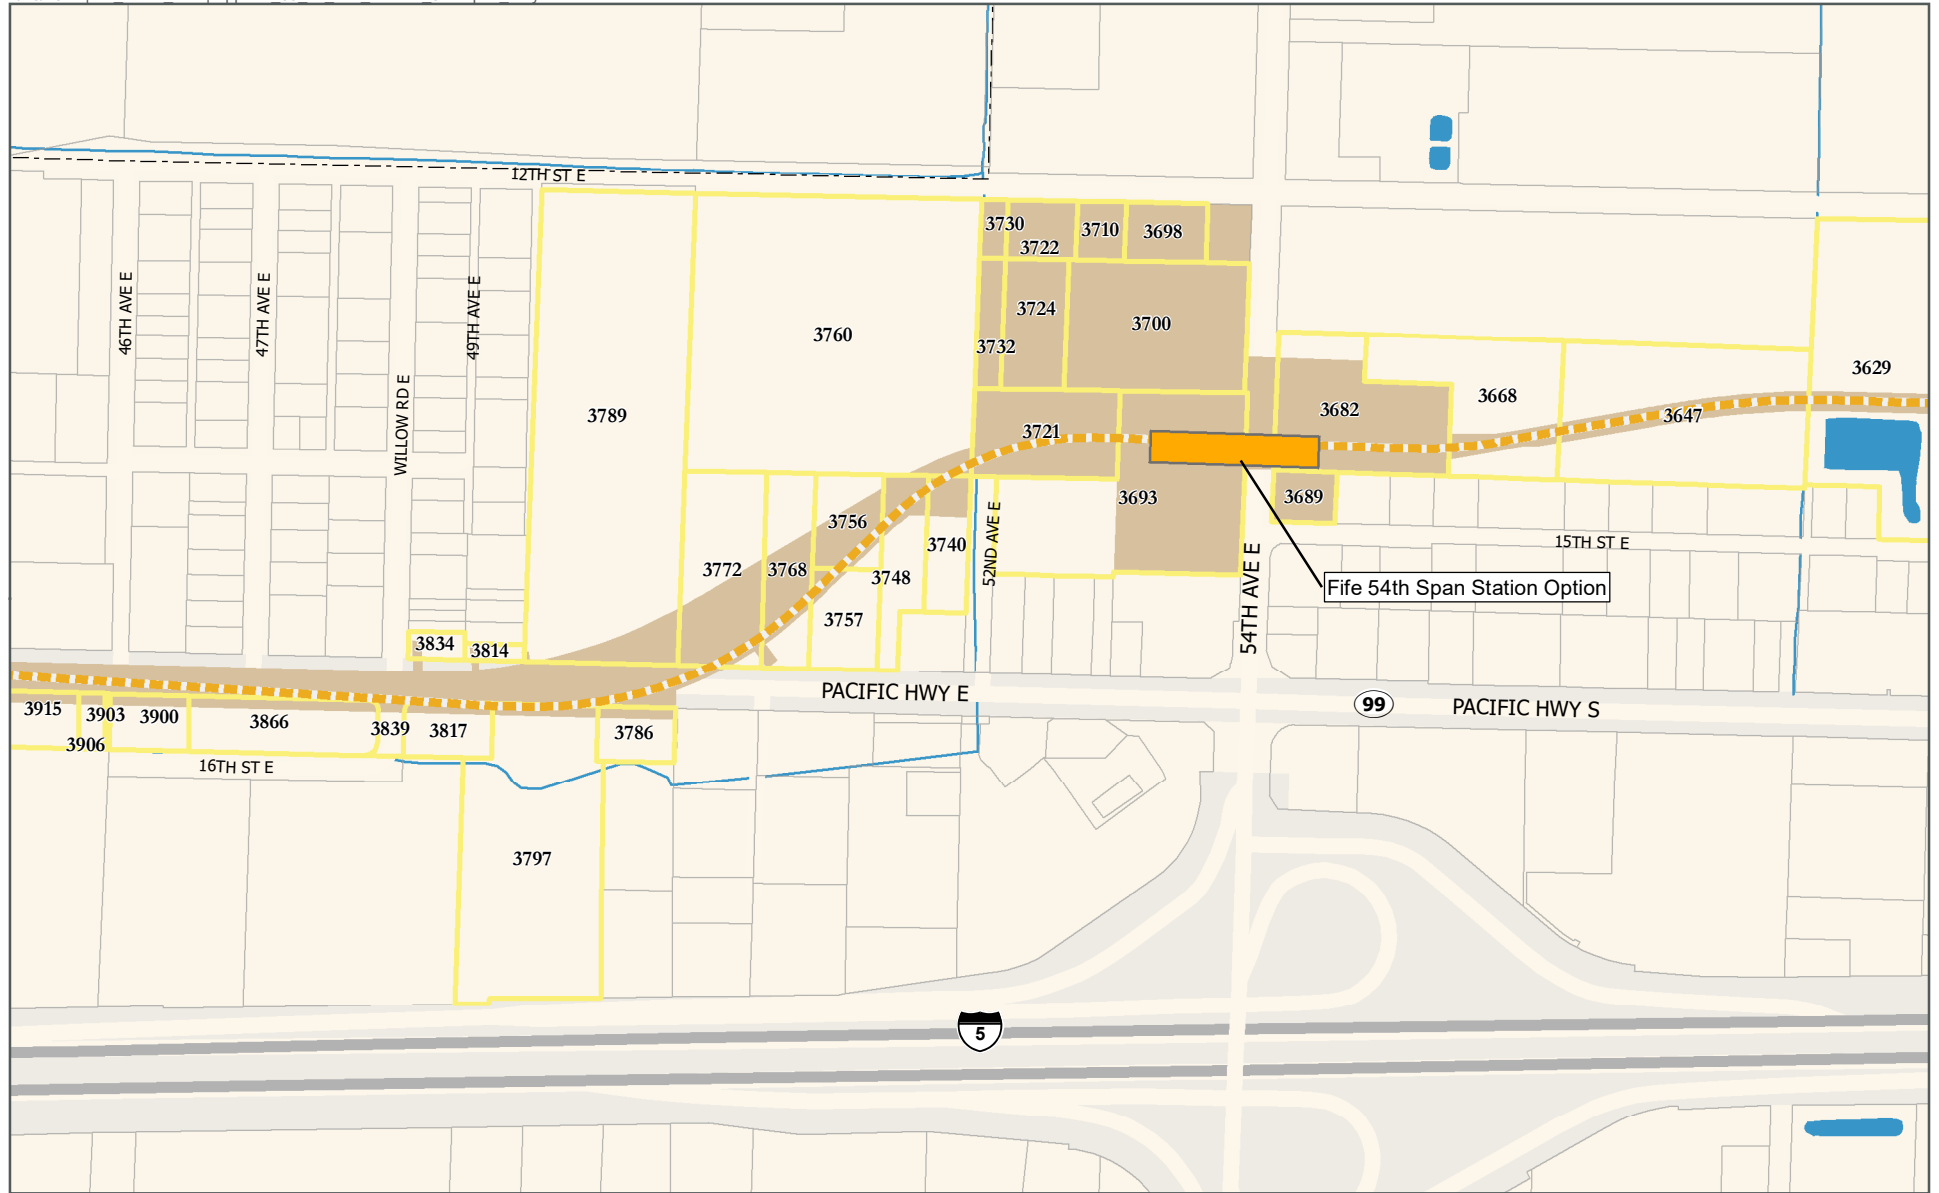 12TH ST E
3730
3722
3710
3698
46TH AVE E
47TH AVE E
WILLOW RD E
49TH AVE E
3789
3760
3732
3724
3700
3721
3682
3668
3647
3629
3693
3689
3756
3740
3772
3768
3748
3757
52ND AVE E
54TH AVE E
15TH ST E
Fife 54th Span Station Option
3834
3814
PACIFIC HWY E
99
PACIFIC HWY S
3915
3903
3900
3866
3839
3817
3786
3906
16TH ST E
3797
5